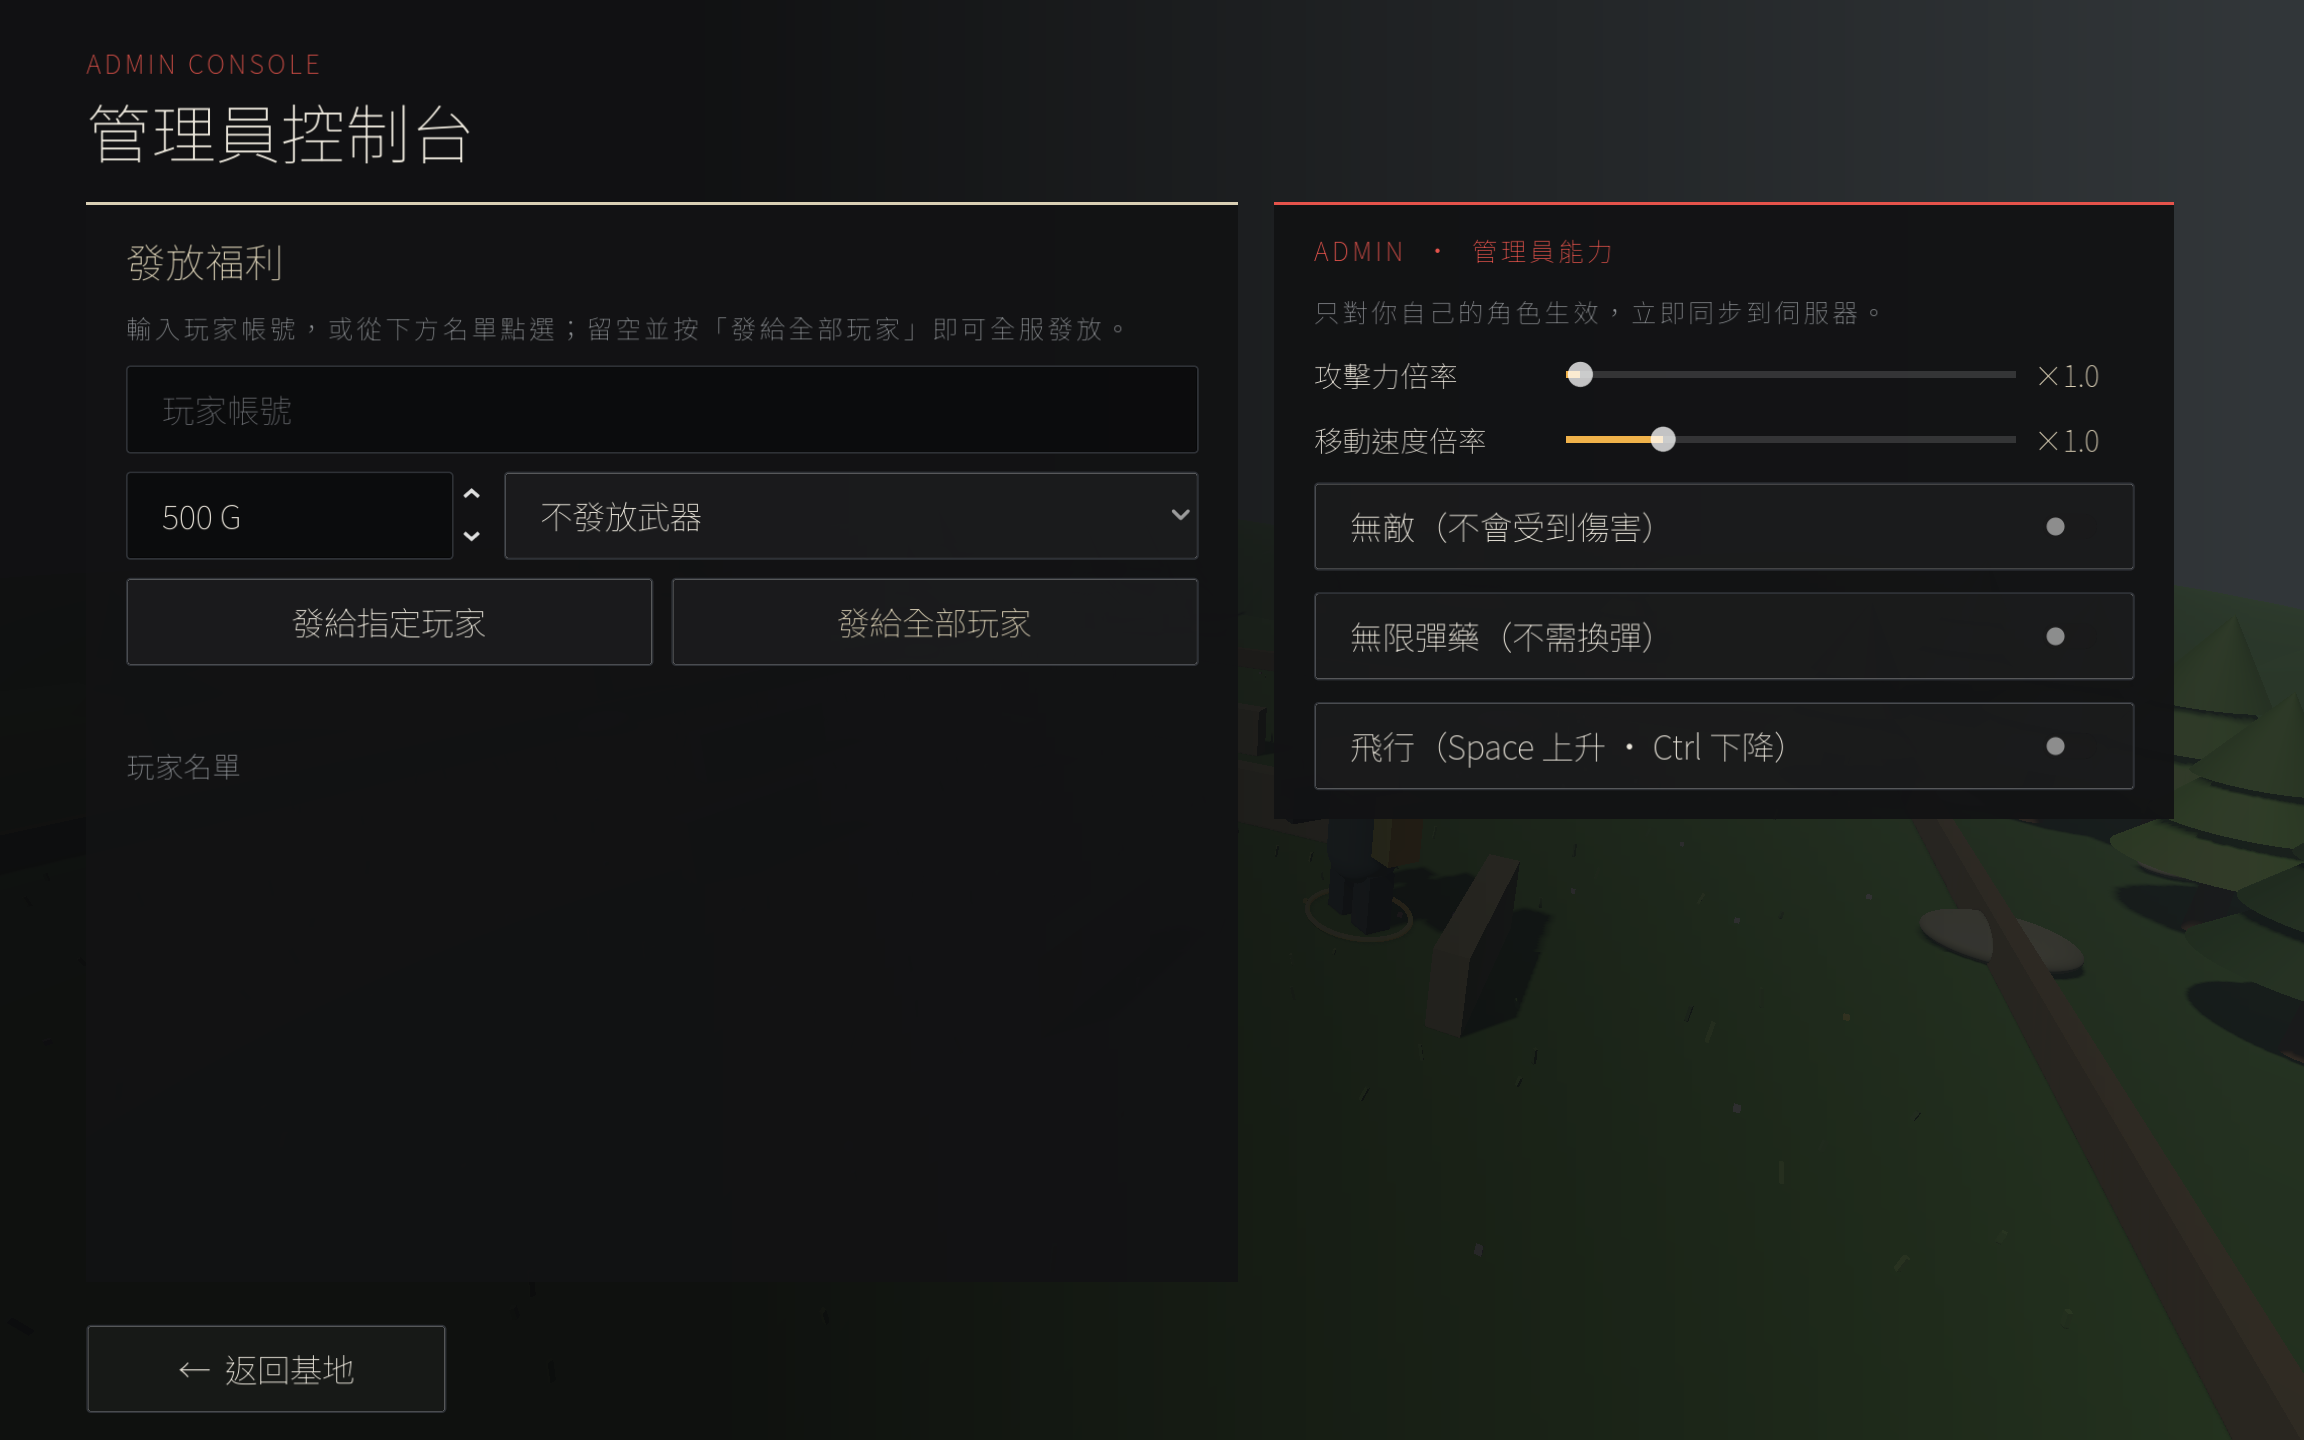 ADMIN CONSOLE
管理員控制台
發放福利
輸入玩家帳號，或從下方名單點選；留空並按「發給全部玩家」即可全服發放。
玩家帳號
500 G
不發放武器
發給指定玩家
發給全部玩家
玩家名單
ADMIN ・ 管理員能力
只對你自己的角色生效，立即同步到伺服器。
攻擊力倍率 ×1.0
移動速度倍率 ×1.0
無敵（不會受到傷害）
無限彈藥（不需換彈）
飛行（Space 上升 ・ Ctrl 下降）
← 返回基地